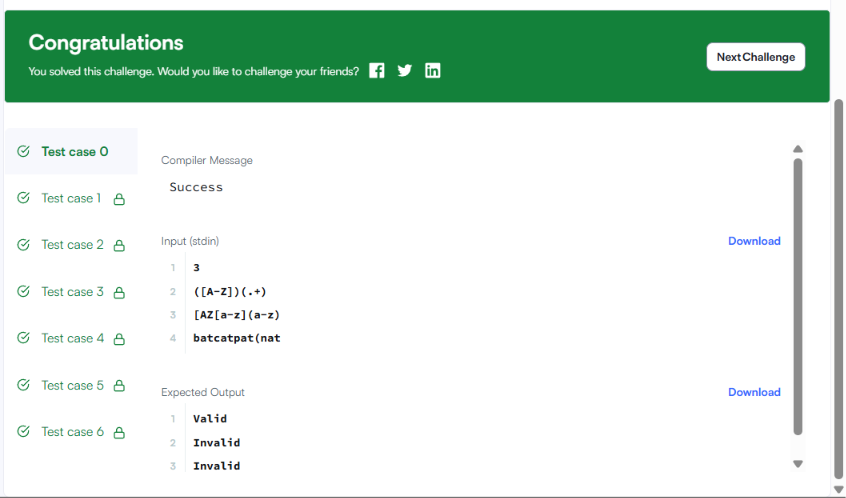 Congratulations
You solved this challenge. Would you like to challenge your friends?
Next Challenge
Test case 0
Test case 1
Test case 2
Test case 3
Test case 4
Test case 5
Test case 6
Compiler Message
Success
Input (stdin)
Download
1 3
2 ([A-Z])(.+)
3 [AZ[a-z](a-z)
4 batcatpat(nat
Expected Output
Download
1 Valid
2 Invalid
3 Invalid